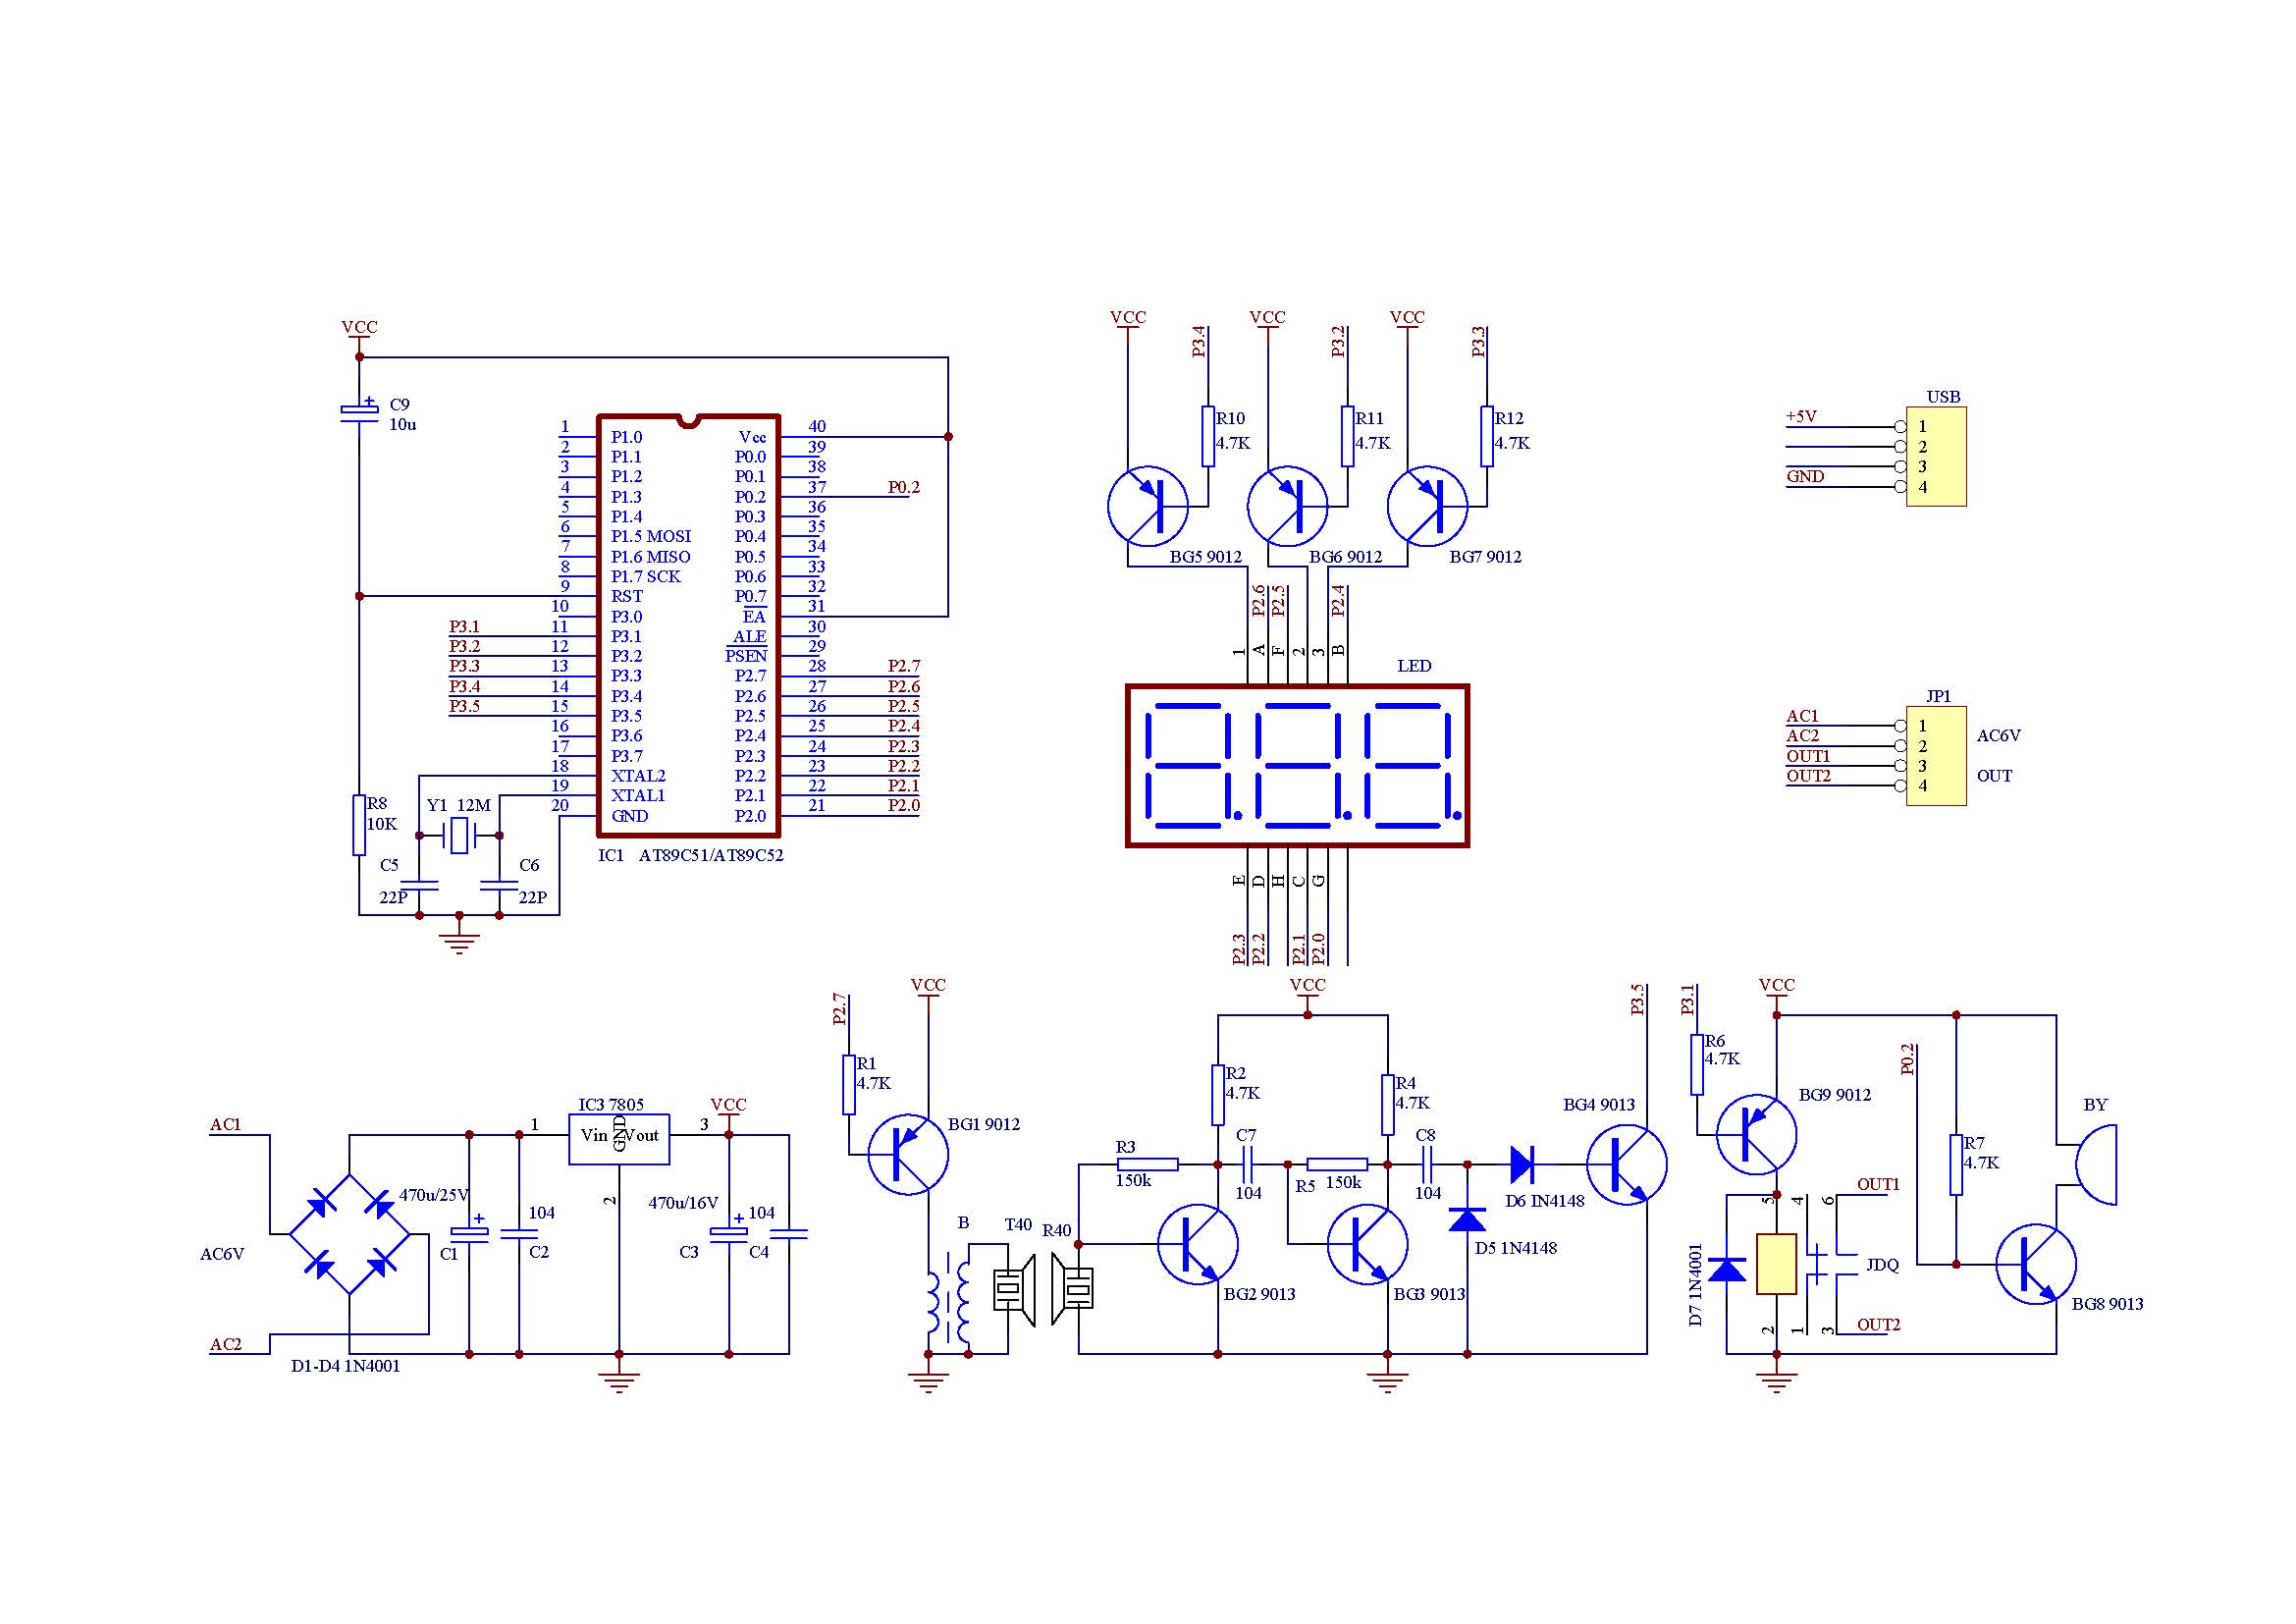 VCC
C9
10u
1 P1.0 Vcc 40
2 P1.1 P0.0 39
3 P1.2 P0.1 38
4 P1.3 P0.2 37 P0.2
5 P1.4 P0.3 36
6 P1.5 MOSI P0.4 35
7 P1.6 MISO P0.5 34
8 P1.7 SCK P0.6 33
9 RST P0.7 32
10 P3.0 EA 31
P3.1 11 P3.1 ALE 30
P3.2 12 P3.2 PSEN 29
P3.3 13 P3.3 P2.7 28 P2.7
P3.4 14 P3.4 P2.6 27 P2.6
P3.5 15 P3.5 P2.5 26 P2.5
16 P3.6 P2.4 25 P2.4
17 P3.7 P2.3 24 P2.3
18 XTAL2 P2.2 23 P2.2
19 XTAL1 P2.1 22 P2.1
20 GND P2.0 21 P2.0
IC1 AT89C51/AT89C52
R8
10K
Y1 12M
C5
22P
C6
22P
VCC P3.4 VCC P3.2 VCC P3.3
R10
4.7K
R11
4.7K
R12
4.7K
BG5 9012
BG6 9012
BG7 9012
P2.6 P2.5 P2.4
1 A F 2 3 B
LED
E D H C G
P2.3 P2.2 P2.1 P2.0
USB
+5V 1
2
3
GND 4
JP1
AC1 1
AC2 2
OUT1 3
OUT2 4
AC6V
OUT
AC1
AC6V
AC2
D1-D4 1N4001
470u/25V
C1
104
C2
IC3 7805
1 Vin GND Vout 3
2
VCC
470u/16V
C3
104
C4
P2.7
R1
4.7K
VCC
BG1 9012
B
T40
R40
VCC
R2
4.7K
R3
150k
C7
104
BG2 9013
R4
4.7K
R5
150k
C8
104
BG3 9013
D6 IN4148
D5 1N4148
P3.5
BG4 9013
P3.1
R6
4.7K
VCC
BG9 9012
D7 1N4001
5 4 6
2 1 3
OUT1
JDQ
OUT2
P0.2
R7
4.7K
BY
BG8 9013